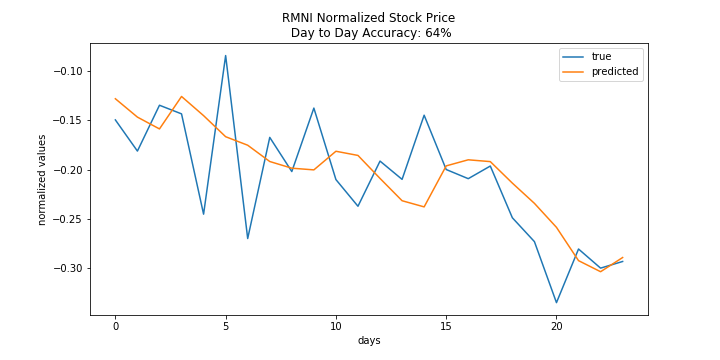 RMNI Normalized Stock Price
Day to Day Accuracy: 64%
true
predicted
normalized values
−0.10
−0.15
−0.20
−0.25
−0.30
0 5 10 15 20
days